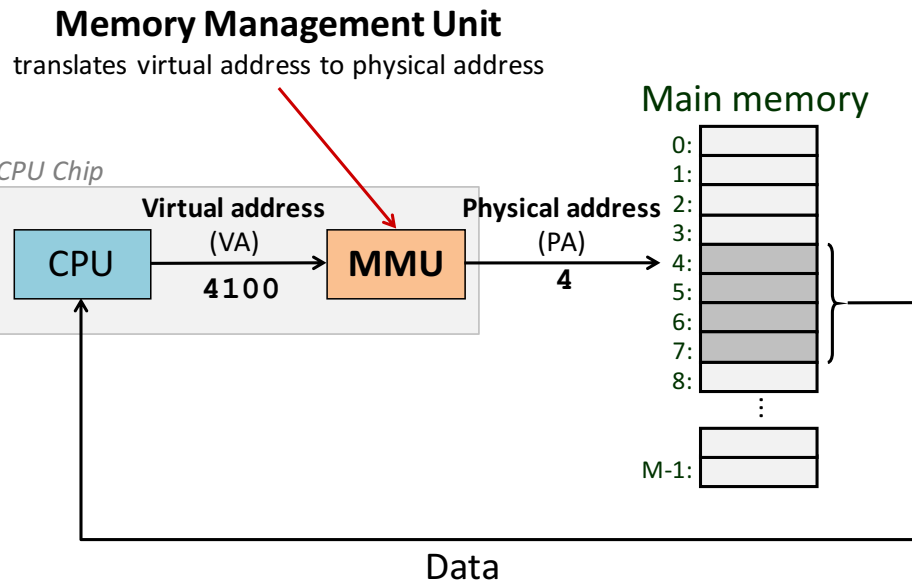 Memory Management Unit
translates virtual address to physical address
Main memory
CPU Chip
Virtual address
(VA)
4100
Physical address
(PA)
4
CPU
MMU
0:
1:
2:
3:
4:
5:
6:
7:
8:
⋮
M-1:
Data